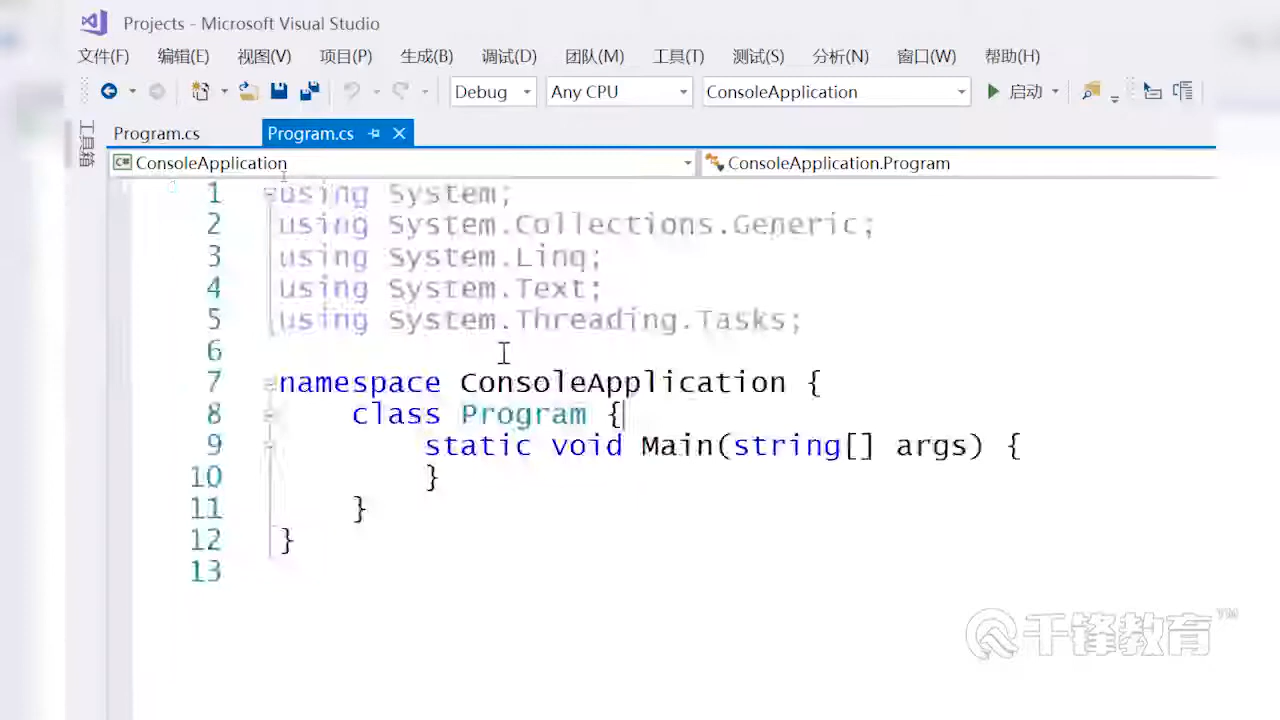 Projects - Microsoft Visual Studio
文件(F) 编辑(E) 视图(V) 项目(P) 生成(B) 调试(D) 团队(M) 工具(T) 测试(S) 分析(N) 窗口(W) 帮助(H)
Debug Any CPU ConsoleApplication 启动
工具箱
Program.cs Program.cs
ConsoleApplication ConsoleApplication.Program
1 using System;
2 using System.Collections.Generic;
3 using System.Linq;
4 using System.Text;
5 using System.Threading.Tasks;
6
7 namespace ConsoleApplication {
8 class Program {
9 static void Main(string[] args) {
10 }
11 }
12 }
13
千锋教育™